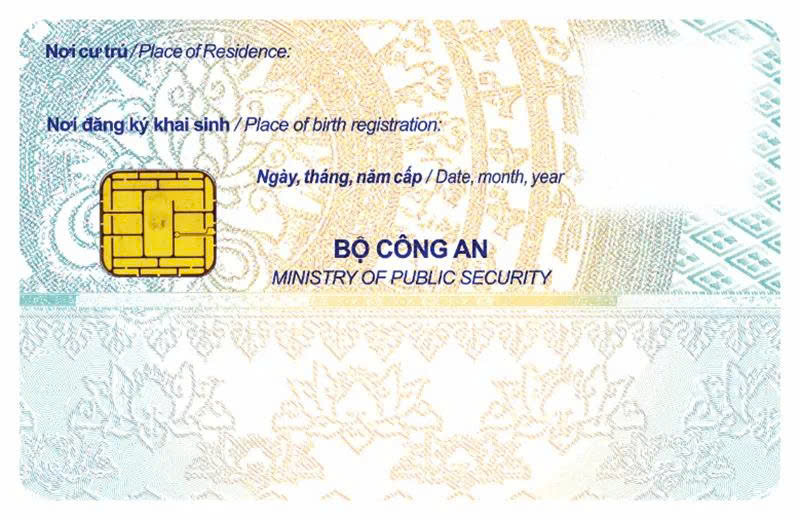 Nơi cư trú / Place of Residence:
Nơi đăng ký khai sinh / Place of birth registration:
Ngày, tháng, năm cấp / Date, month, year
BỘ CÔNG AN
MINISTRY OF PUBLIC SECURITY